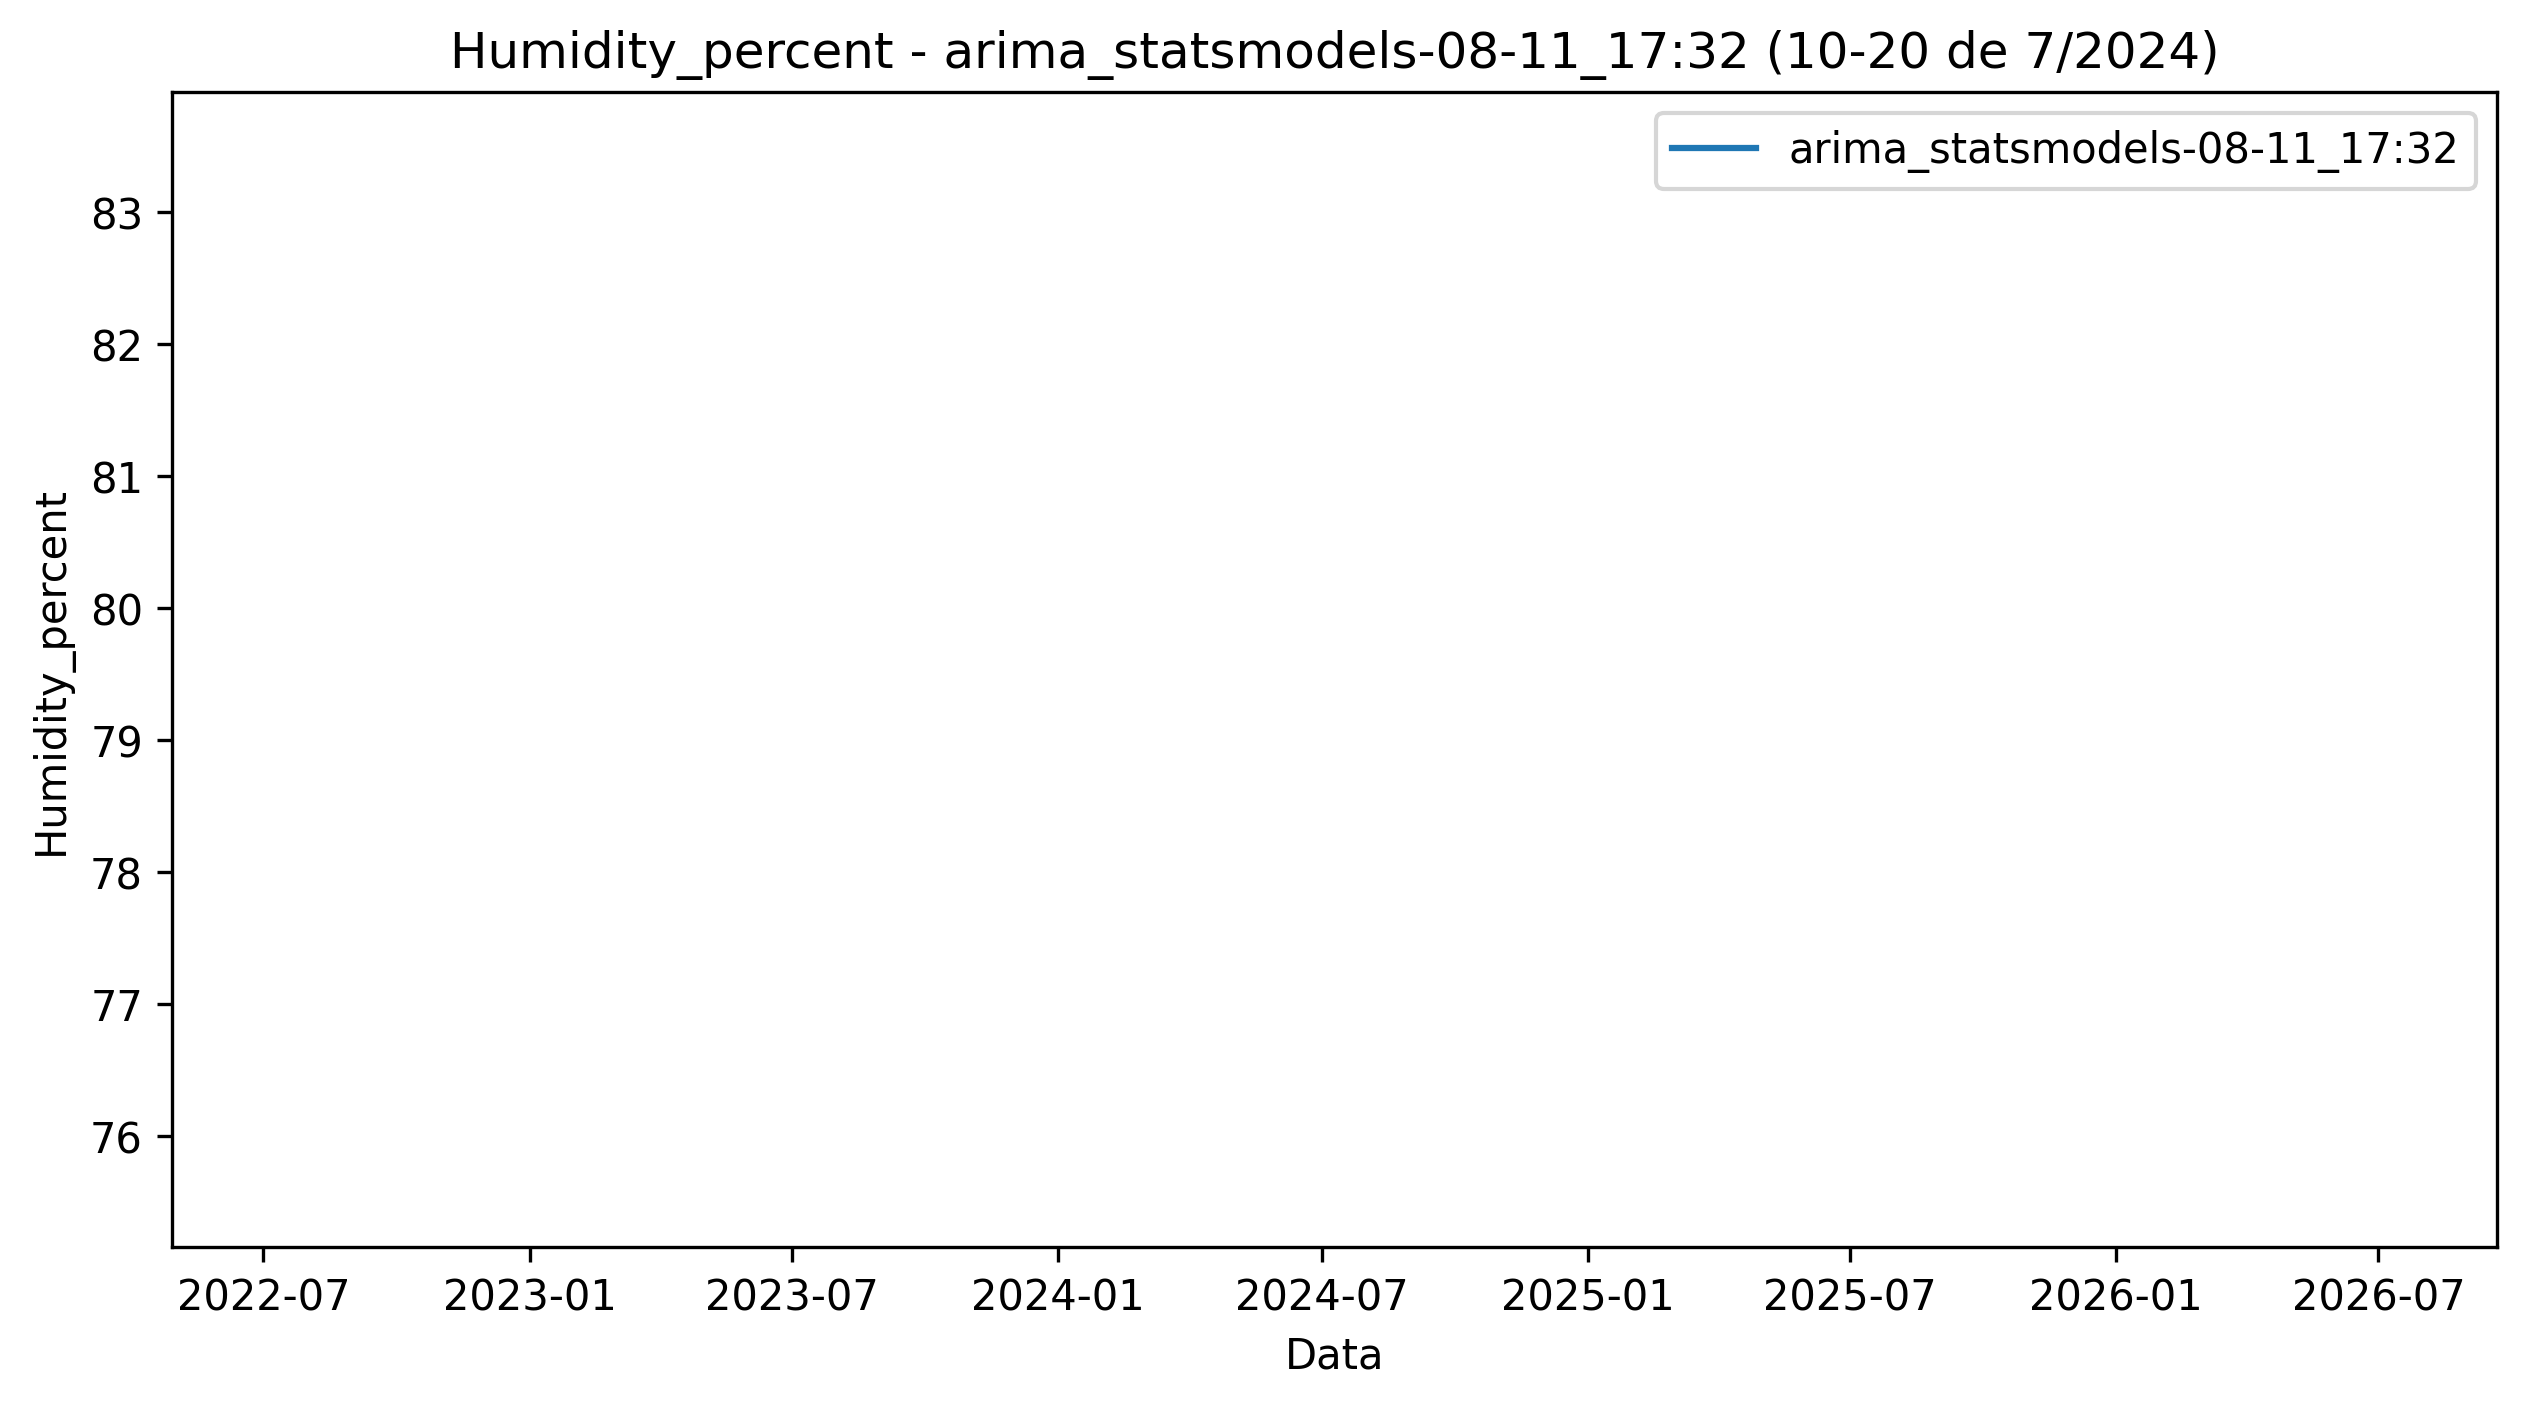 Humidity_percent - arima_statsmodels-08-11_17:32 (10-20 de 7/2024)
arima_statsmodels-08-11_17:32
Humidity_percent
83
82
81
80
79
78
77
76
2022-07 2023-01 2023-07 2024-01 2024-07 2025-01 2025-07 2026-01 2026-07
Data